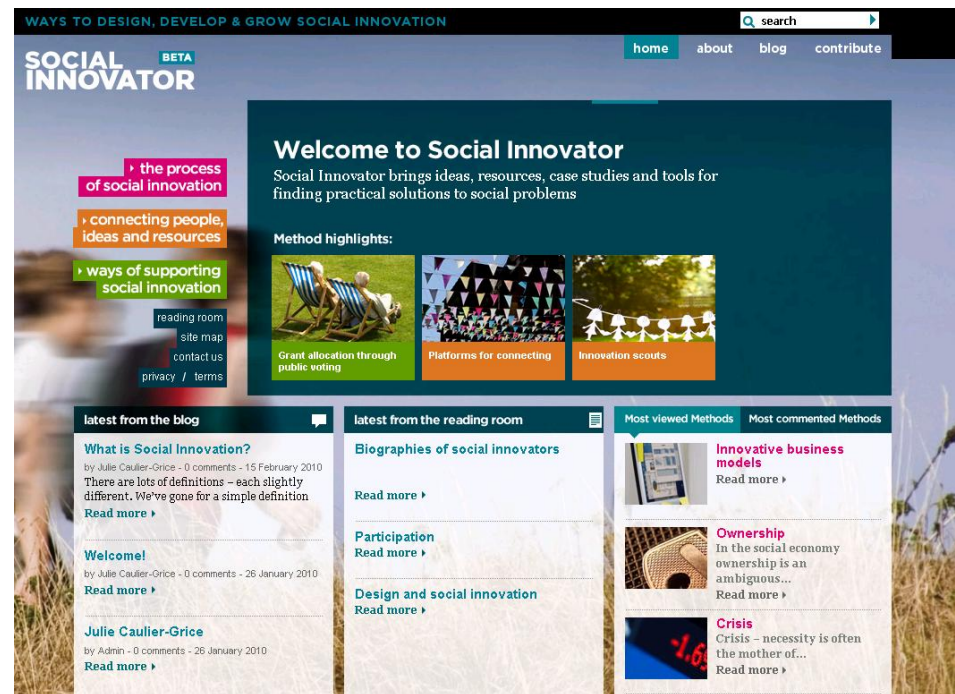 WAYS TO DESIGN, DEVELOP & GROW SOCIAL INNOVATION
search
SOCIAL BETA
INNOVATOR
home about blog contribute
Welcome to Social Innovator
Social Innovator brings ideas, resources, case studies and tools for
finding practical solutions to social problems
the process
of social innovation
connecting people,
ideas and resources
ways of supporting
social innovation
reading room
site map
contact us
privacy / terms
Method highlights:
Grant allocation through
public voting
Platforms for connecting
Innovation scouts
latest from the blog
What is Social Innovation?
by Julie Caulier-Grice - 0 comments - 15 February 2010
There are lots of definitions – each slightly
different. We've gone for a simple definition
Read more
Welcome!
by Julie Caulier-Grice - 0 comments - 26 January 2010
Read more
Julie Caulier-Grice
by Admin - 0 comments - 26 January 2010
Read more
latest from the reading room
Biographies of social innovators
Read more
Participation
Read more
Design and social innovation
Read more
Most viewed Methods Most commented Methods
Innovative business
models
Read more
Ownership
In the social economy
ownership is an
ambiguous...
Read more
Crisis
Crisis – necessity is often
the mother of...
Read more
-1.69